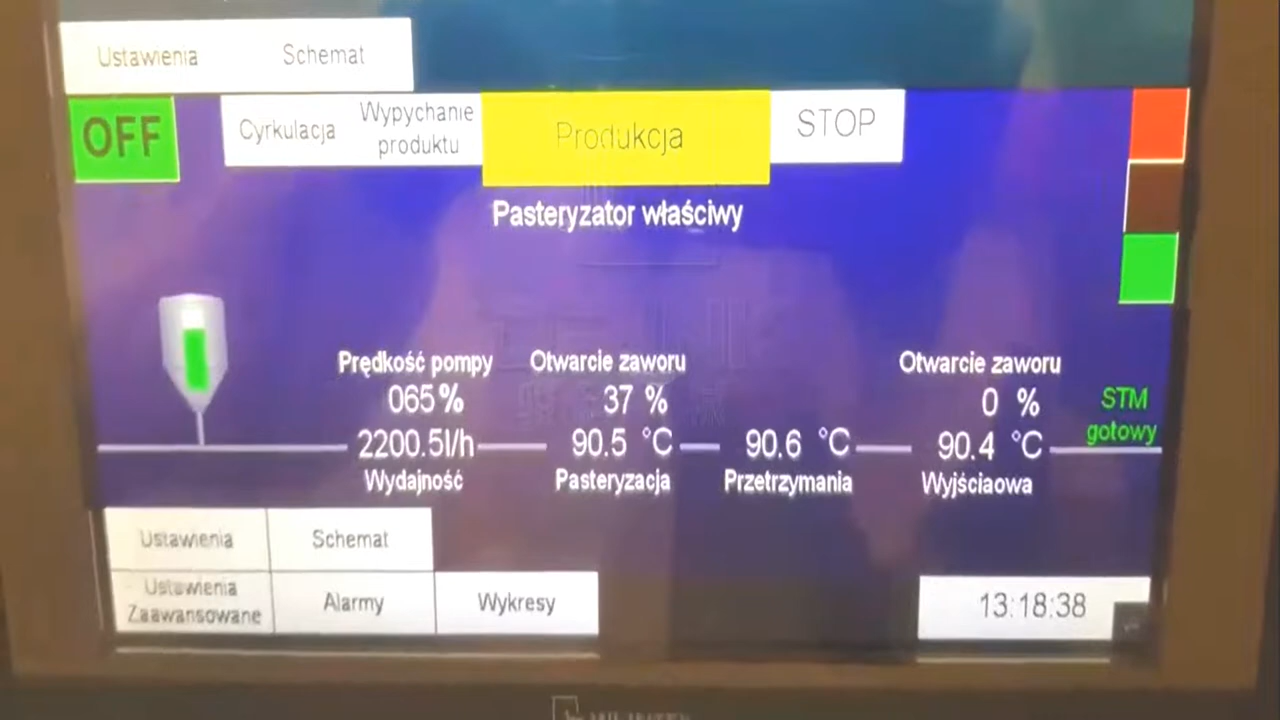 Ustawienia Schemat
OFF
Cyrkulacja
Wypychanie
produktu
Produkcja
STOP
Pasteryzator właściwy
Prędkość pompy
065%
2200.5l/h
Wydajność
Otwarcie zaworu
37 %
90.5 °C
Pasteryzacja
90.6 °C
Przetrzymania
Otwarcie zaworu
0 %
90.4 °C
Wyjściaowa
STM
gotowy
Ustawienia Schemat
Ustawienia
Zaawansowane
Alarmy Wykresy
13:18:38